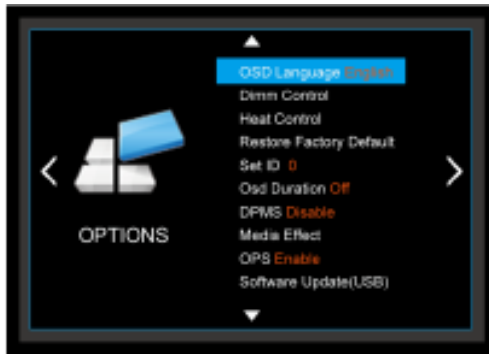 OPTIONS
OSD Language English
Dimm Control
Heat Control
Restore Factory Default
Set ID 0
Osd Duration Off
DPMS Disable
Media Effect
OPS Enable
Software Update(USB)